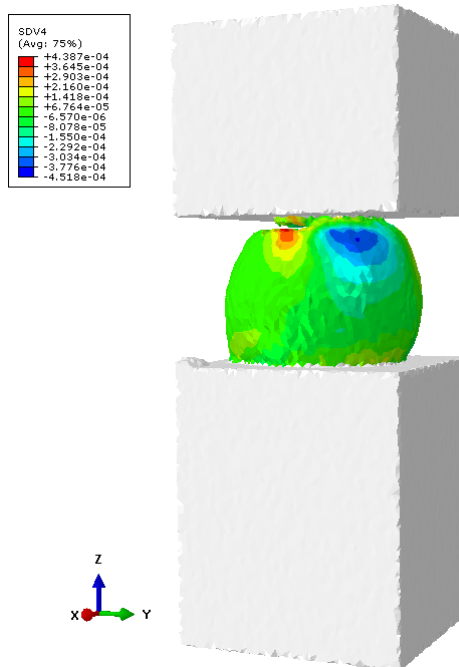 SDV4
(Avg: 75%)
+4.387e-04
+3.645e-04
+2.903e-04
+2.160e-04
+1.418e-04
+6.764e-05
-6.570e-06
-8.078e-05
-1.550e-04
-2.292e-04
-3.034e-04
-3.776e-04
-4.518e-04
Z
X
Y